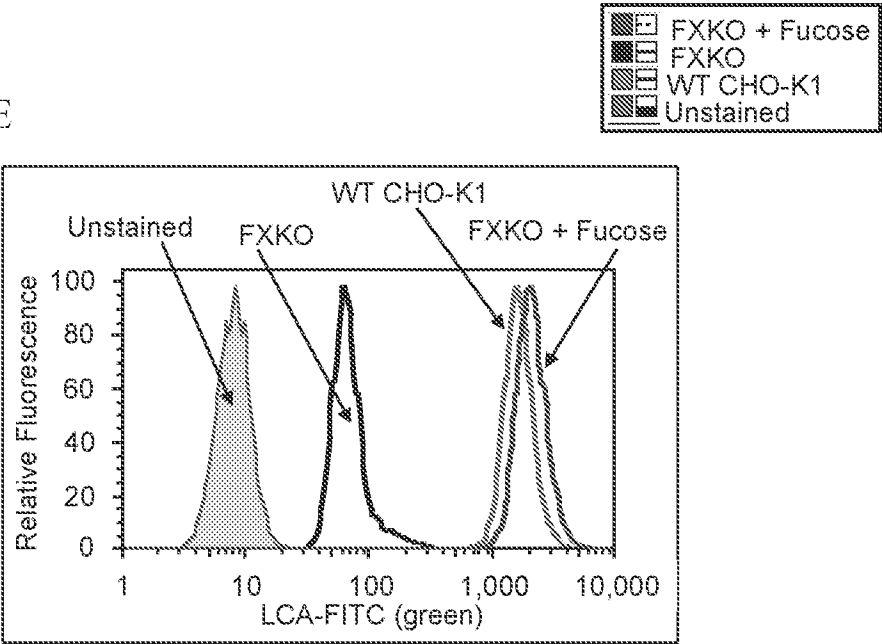 FXKO + Fucose
FXKO
WT CHO-K1
Unstained
E
WT CHO-K1
Unstained
FXKO
FXKO + Fucose
Relative Fluorescence
100
80
60
40
20
0
1 10 100 1,000 10,000
LCA-FITC (green)